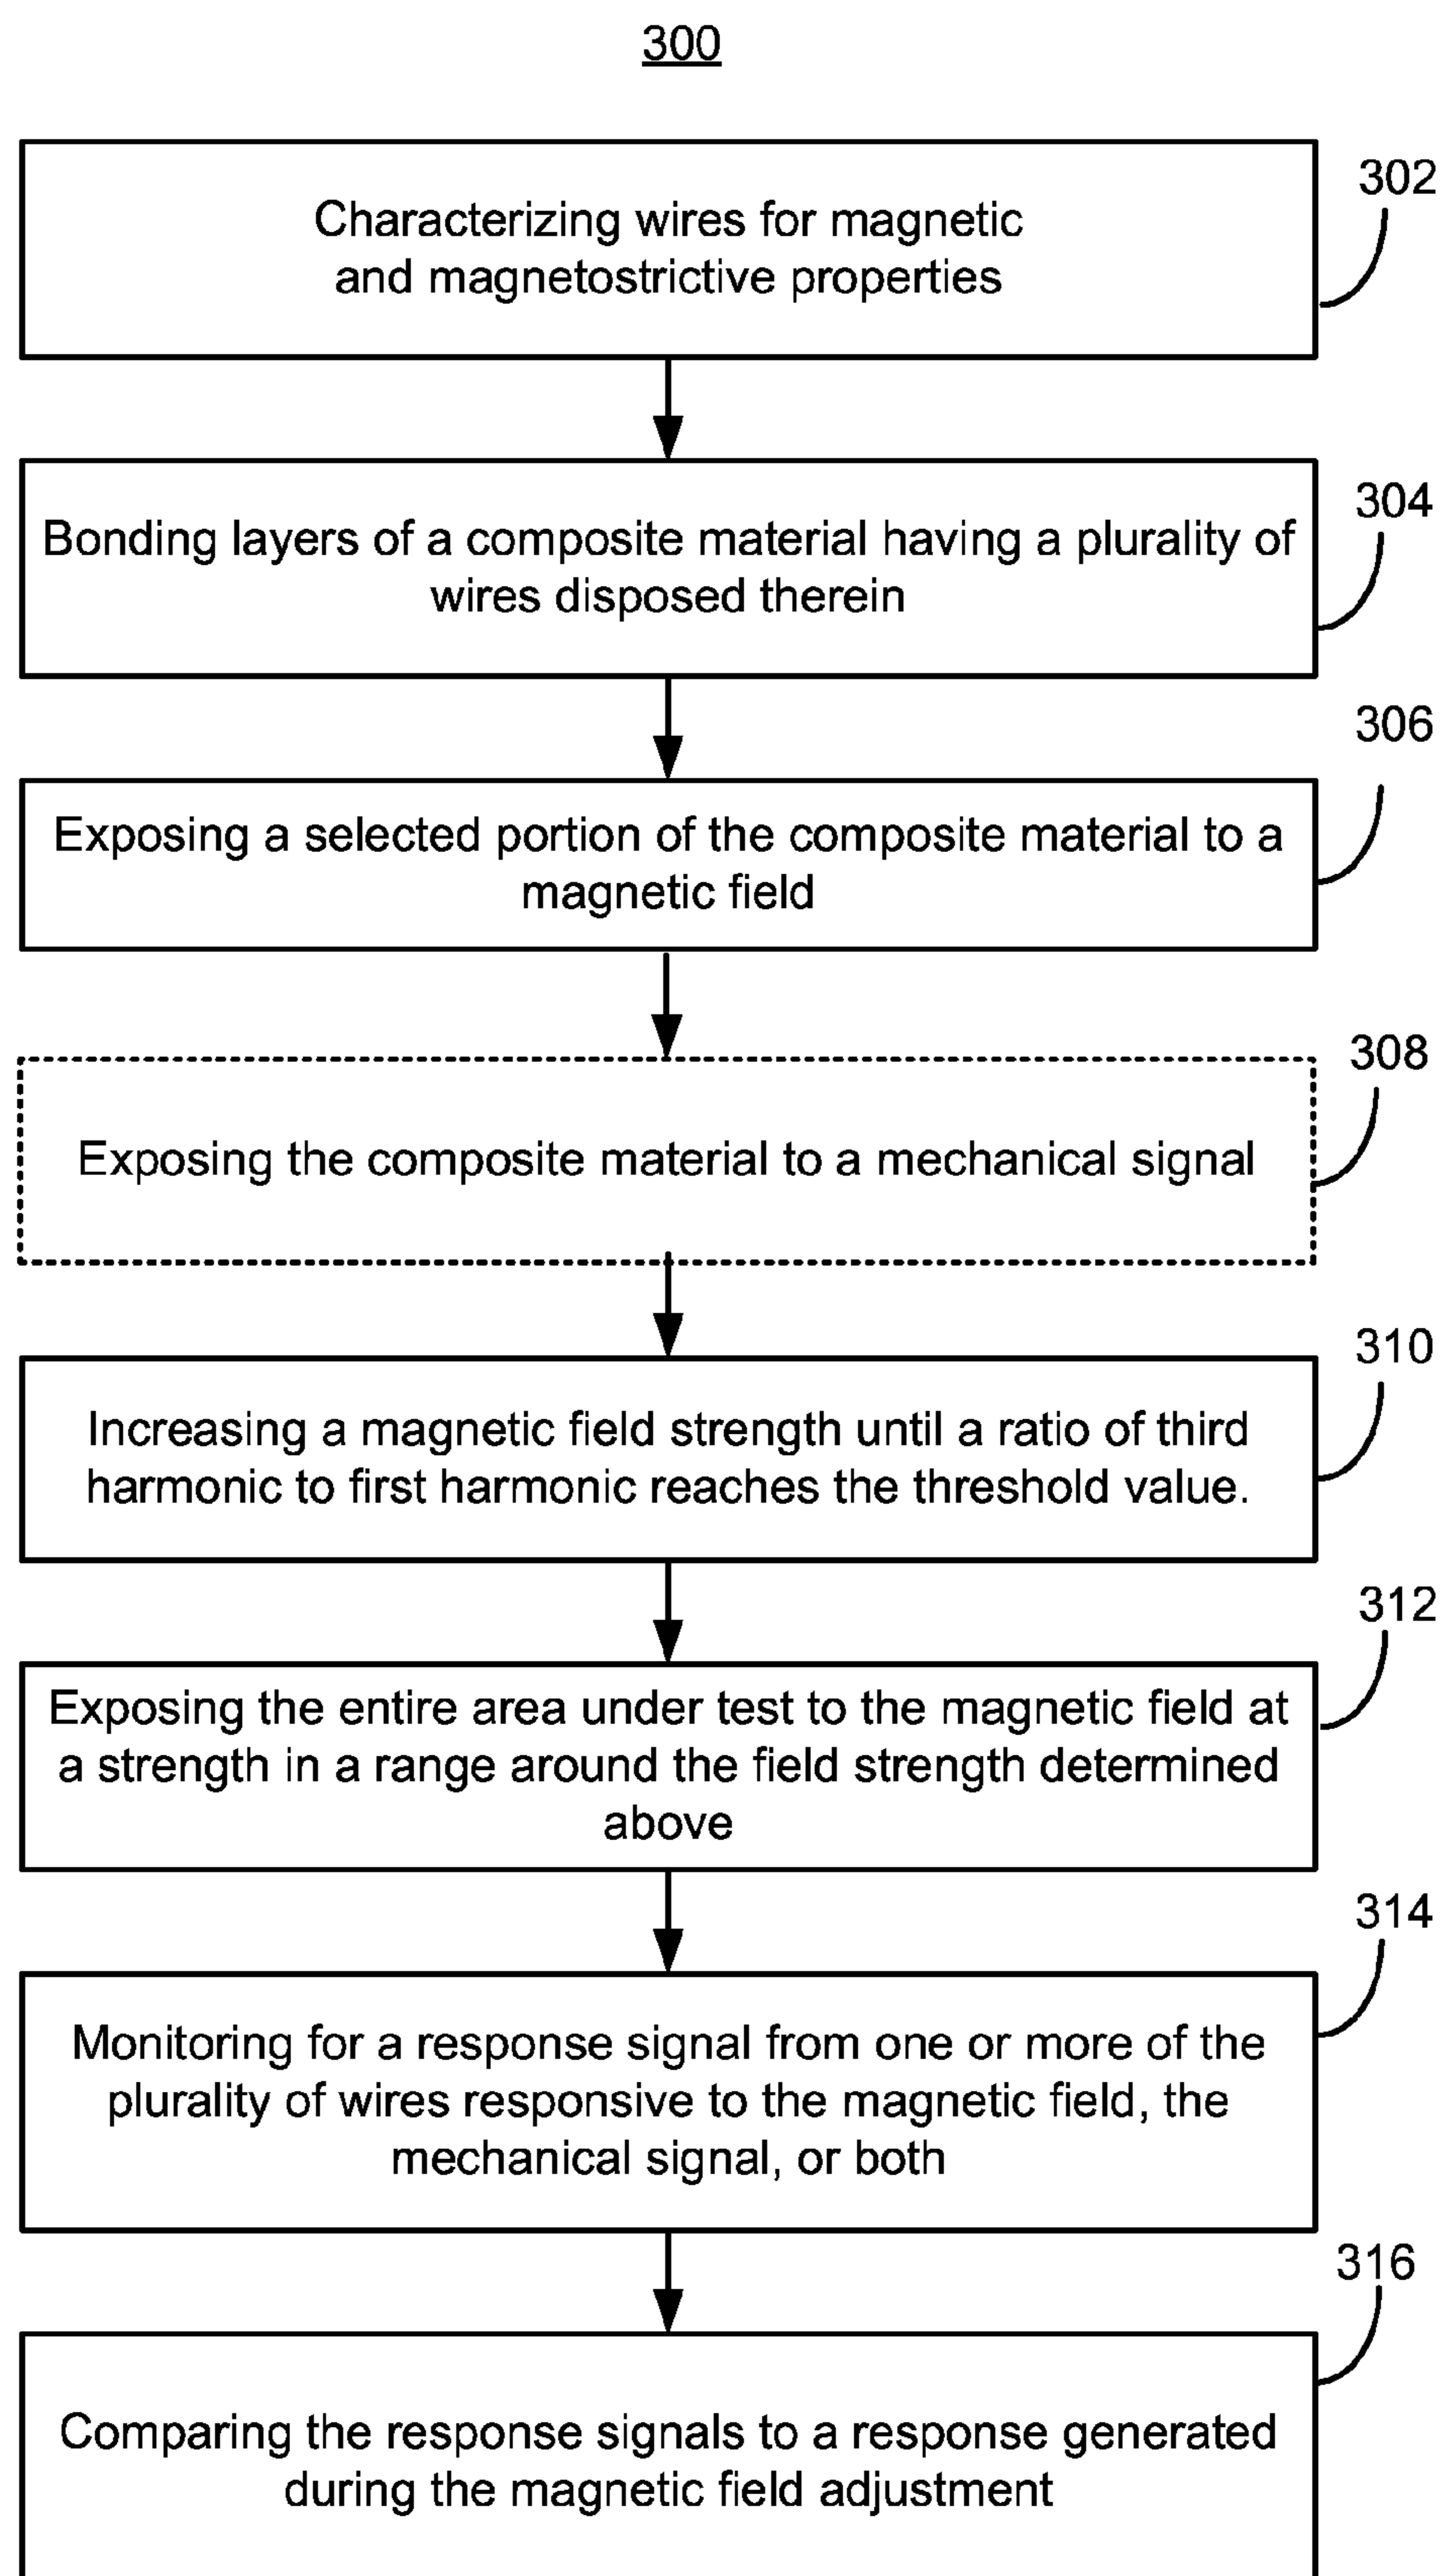 300
302
Characterizing wires for magnetic
and magnetostrictive properties
304
Bonding layers of a composite material having a plurality of
wires disposed therein
306
Exposing a selected portion of the composite material to a
magnetic field
308
Exposing the composite material to a mechanical signal
310
Increasing a magnetic field strength until a ratio of third
harmonic to first harmonic reaches the threshold value.
312
Exposing the entire area under test to the magnetic field at
a strength in a range around the field strength determined
above
314
Monitoring for a response signal from one or more of the
plurality of wires responsive to the magnetic field, the
mechanical signal, or both
316
Comparing the response signals to a response generated
during the magnetic field adjustment